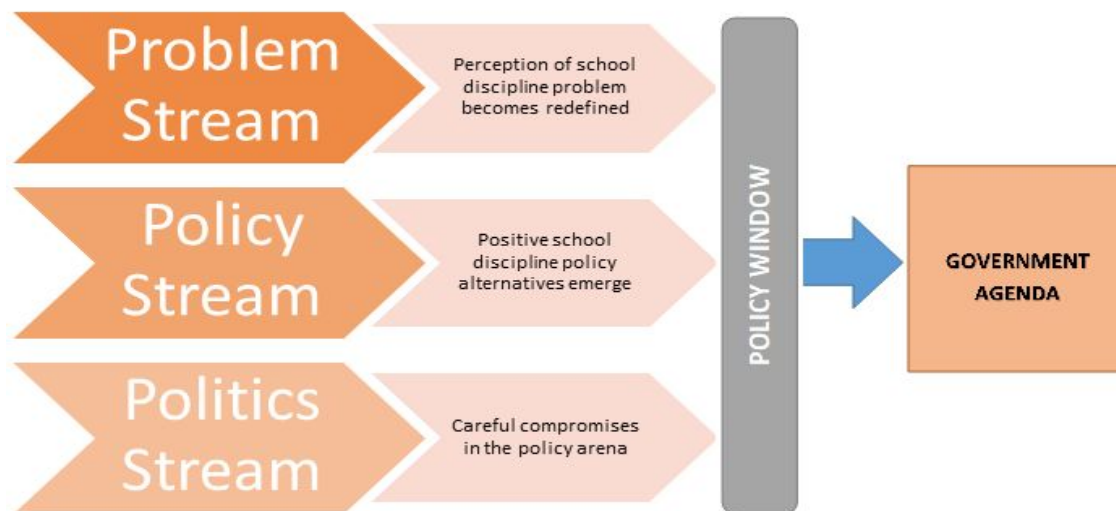 Problem
Stream
Perception of school
discipline problem
becomes redefined
Policy
Stream
Positive school
discipline policy
alternatives emerge
Politics
Stream
Careful compromises
in the policy arena
POLICY WINDOW
GOVERNMENT
AGENDA